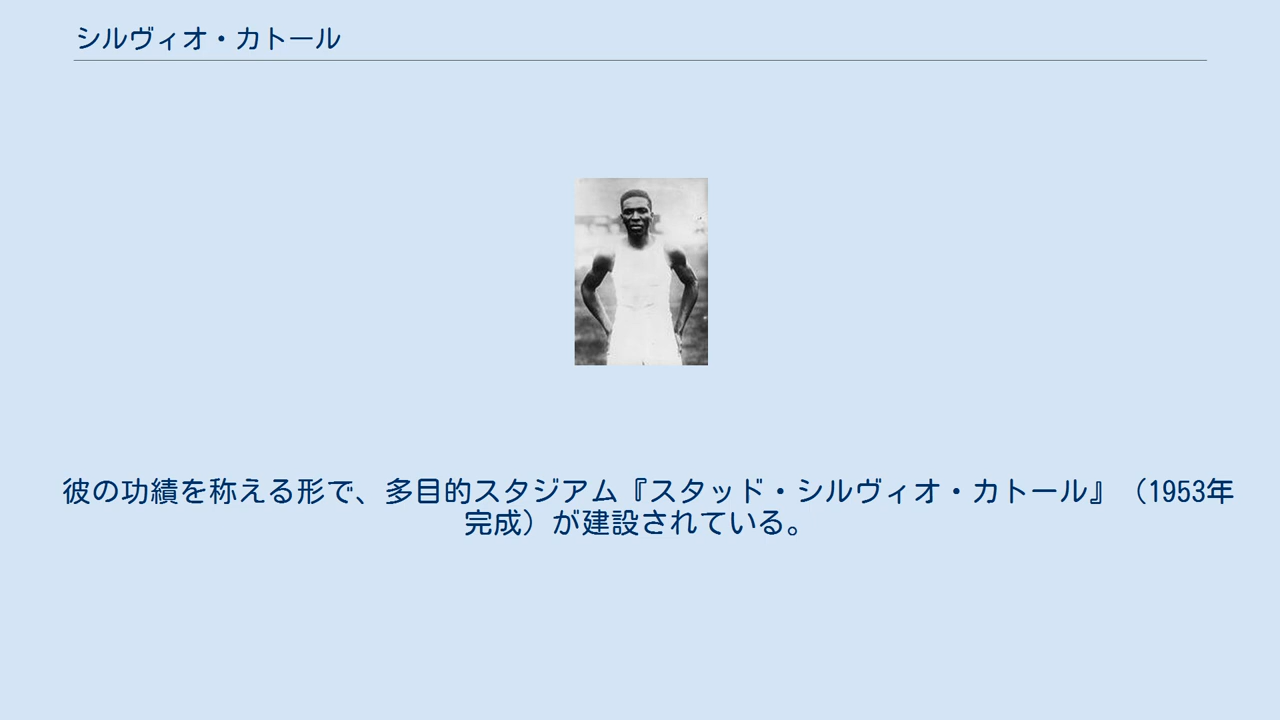 シルヴィオ・カトール
彼の功績を称える形で、多目的スタジアム『スタッド・シルヴィオ・カトール』（1953年
完成）が建設されている。